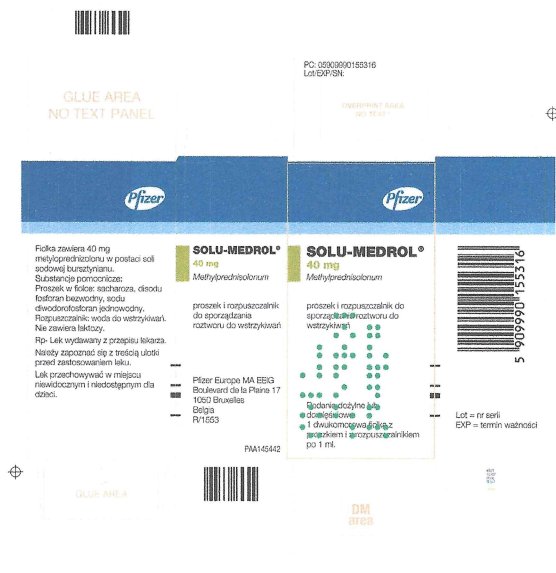 PC: 05909990155316
Lot/EXP/SN:
GLUE AREA
NO TEXT PANEL
OVERPRINT AREA
NO TEXT
Pfizer
Pfizer
Fiolka zawiera 40 mg
metyloprednizolonu w postaci soli
sodowej bursztynianu.
Substancje pomocnicze:
Proszek w fiolce: sacharoza, disodu
fosforan bezwodny, sodu
diwodorofosforan jednowodny.
Rozpuszczalnik: woda do wstrzykiwań.
Nie zawiera laktozy.
Rp- Lek wydawany z przepisu lekarza.
Należy zapoznać się z treścią ulotki
przed zastosowaniem leku.
Lek przechowywać w miejscu
niewidocznym i niedostępnym dla
dzieci.
SOLU-MEDROL®
40 mg
Methylprednisolonum
proszek i rozpuszczalnik
do sporządzania
roztworu do wstrzykiwań
Pfizer Europe MA EEIG
Boulevard de la Plaine 17
1050 Bruxelles
Belgia
R/1553
PAA145442
SOLU-MEDROL®
40 mg
Methylprednisolonum
proszek i rozpuszczalnik do
sporządzania roztworu do
wstrzykiwań
Podanie dożylne lub
domięśniowe
1 dwukomorowa fiolka z
proszkiem i z rozpuszczalnikiem
po 1 ml.
5 909990 155316
Lot = nr serii
EXP = termin ważności
GLUE AREA
DM
area